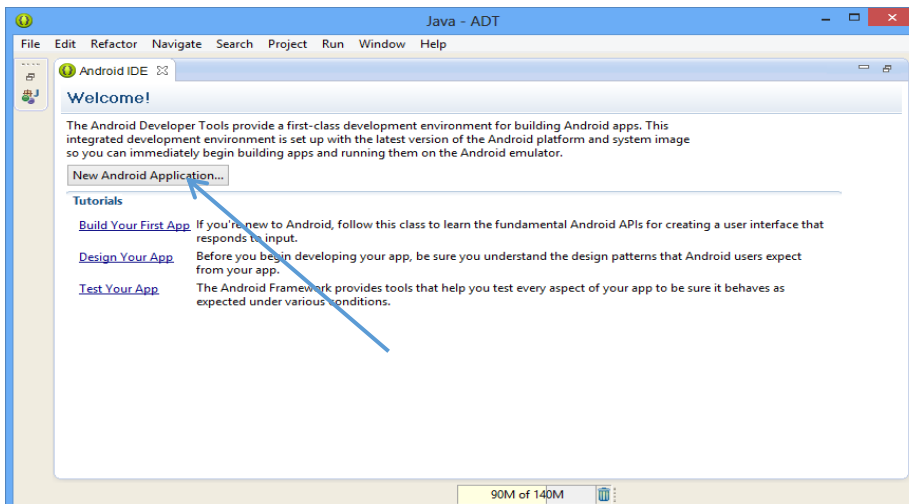 Java - ADT
File Edit Refactor Navigate Search Project Run Window Help
Android IDE
Welcome!
The Android Developer Tools provide a first-class development environment for building Android apps. This
integrated development environment is set up with the latest version of the Android platform and system image
so you can immediately begin building apps and running them on the Android emulator.
New Android Application...
Tutorials
Build Your First App If you're new to Android, follow this class to learn the fundamental Android APIs for creating a user interface that
responds to input.
Design Your App Before you begin developing your app, be sure you understand the design patterns that Android users expect
from your app.
Test Your App The Android Framework provides tools that help you test every aspect of your app to be sure it behaves as
expected under various conditions.
90M of 140M